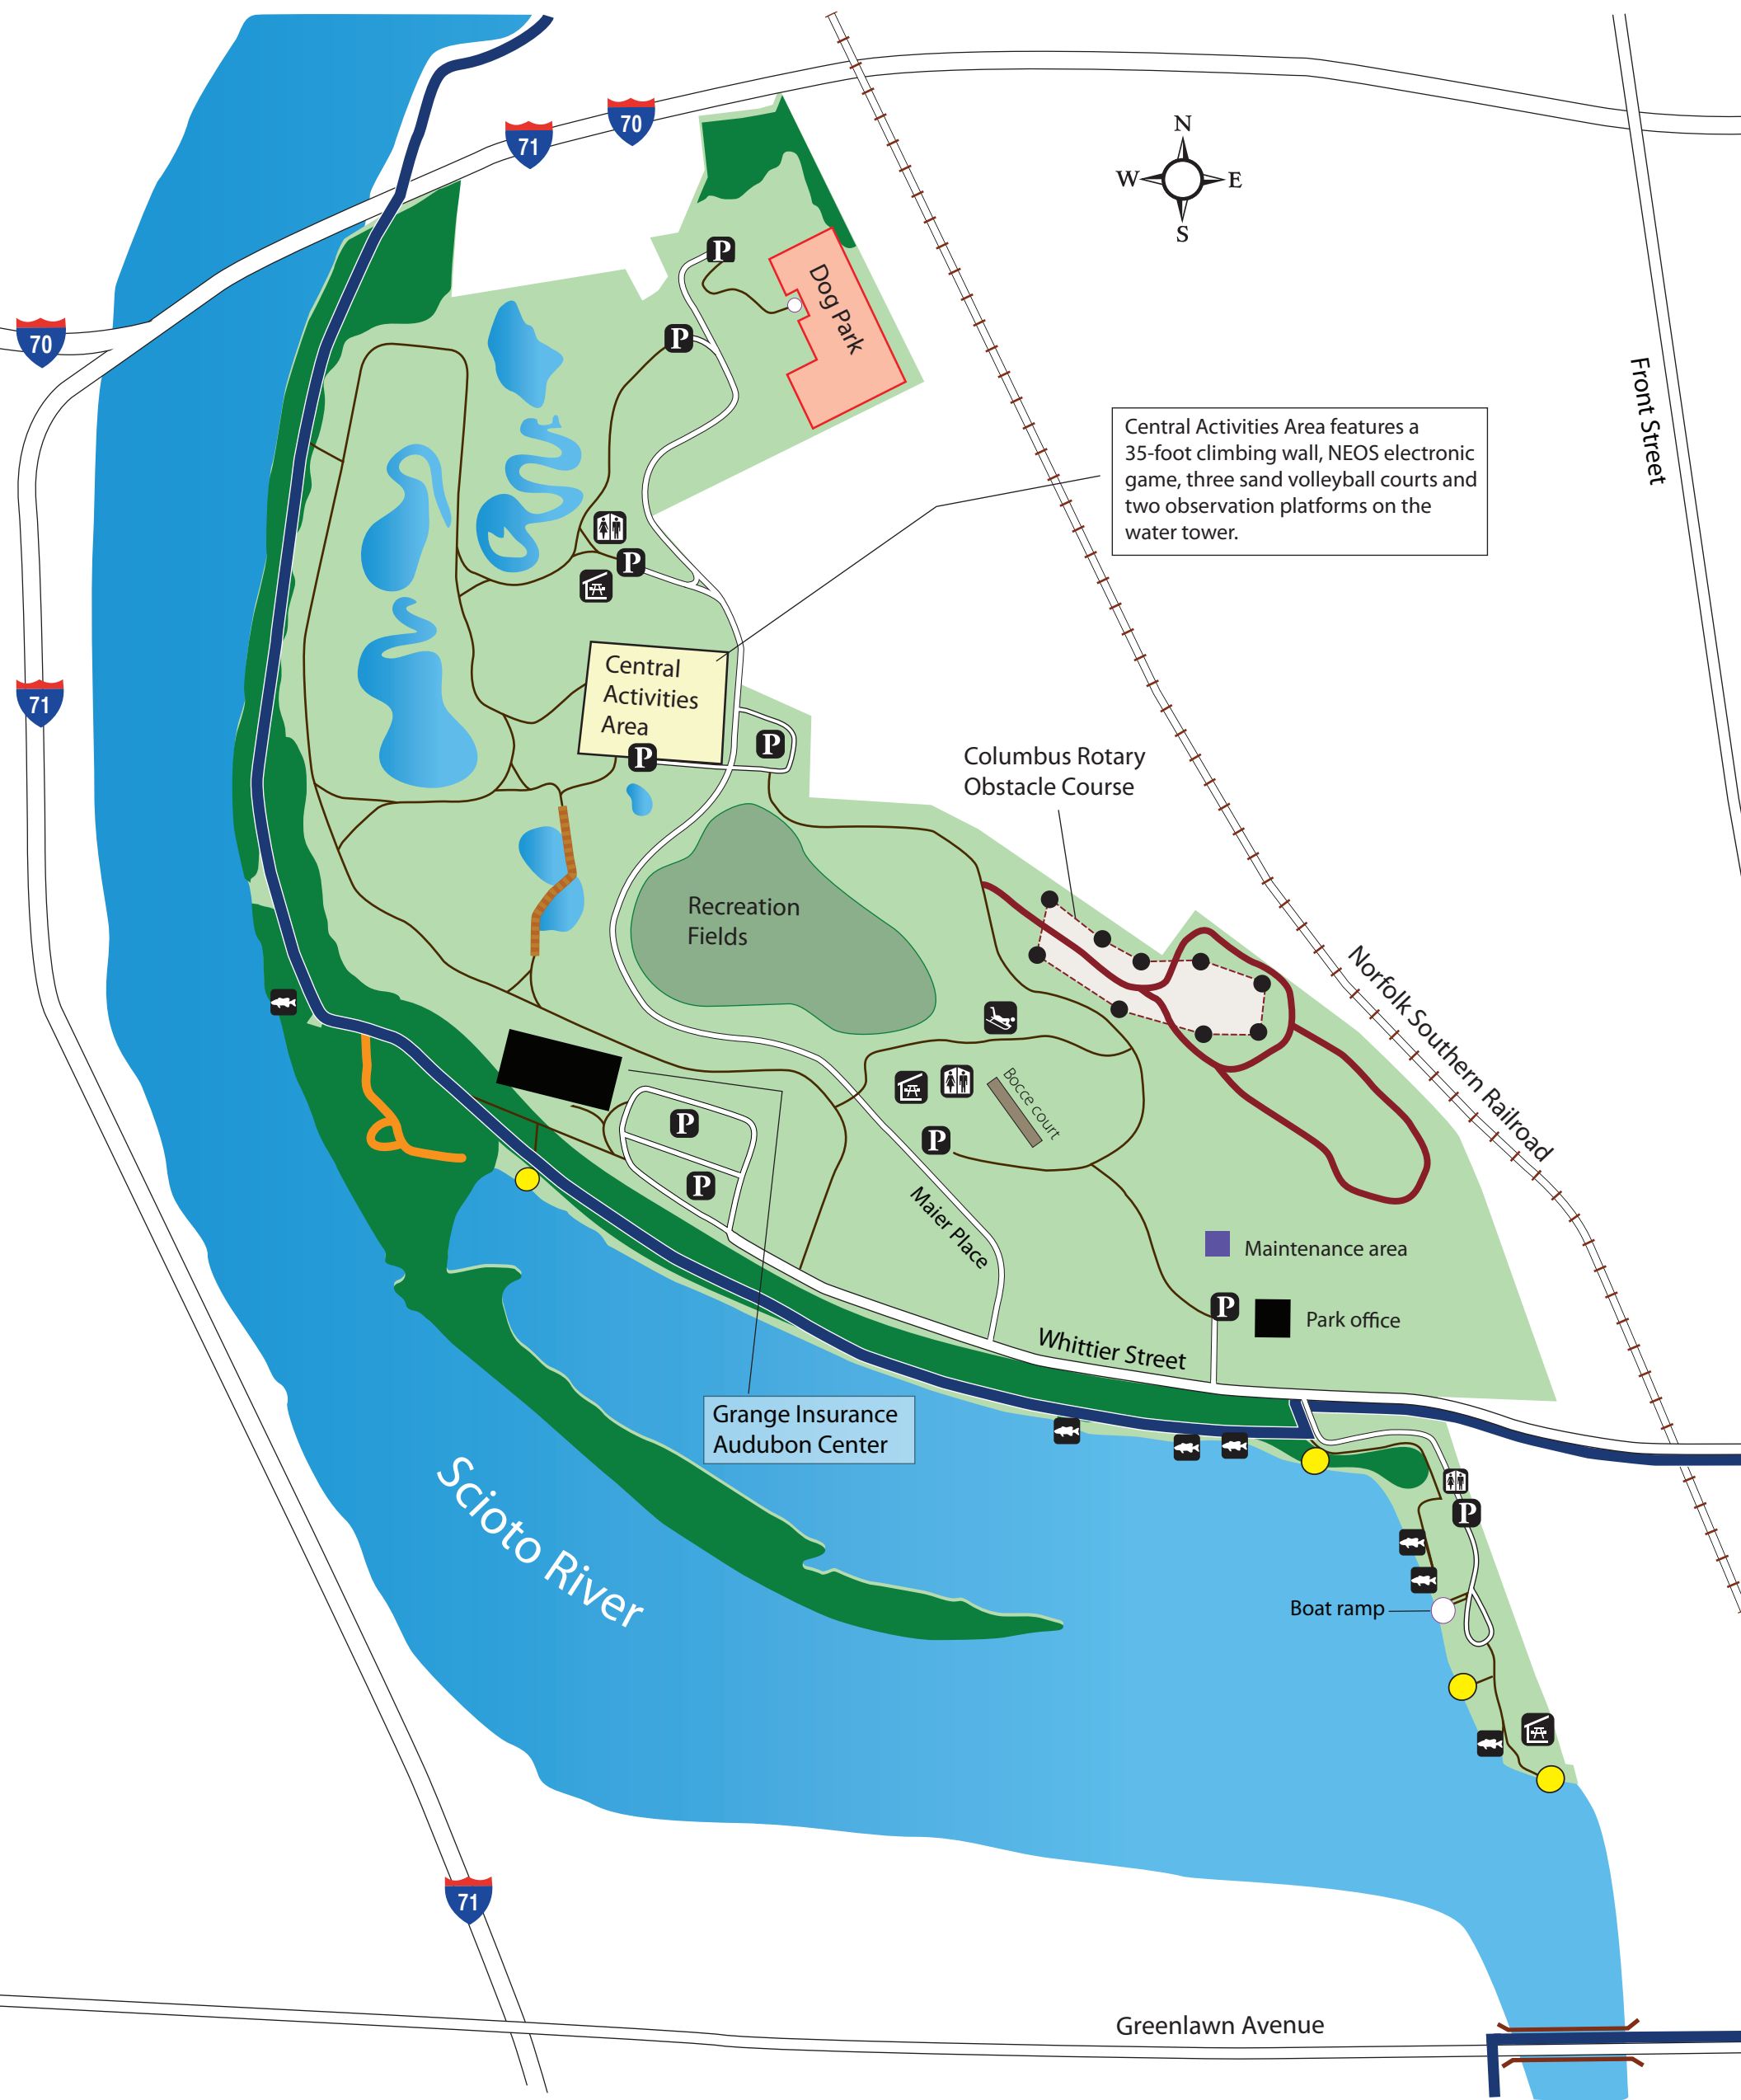 70
71
N
W
E
S
P
Dog Park
70
P
Front Street
Central Activities Area features a
35-foot climbing wall, NEOS electronic
game, three sand volleyball courts and
two observation platforms on the
water tower.
P
Central
Activities
Area
71
P
P
Columbus Rotary
Obstacle Course
Recreation
Fields
Norfolk Southern Railroad
Bocce court
P
P
P
Maier Place
Maintenance area
P
Park office
Whittier Street
Grange Insurance
Audubon Center
Scioto River
P
Boat ramp
71
Greenlawn Avenue